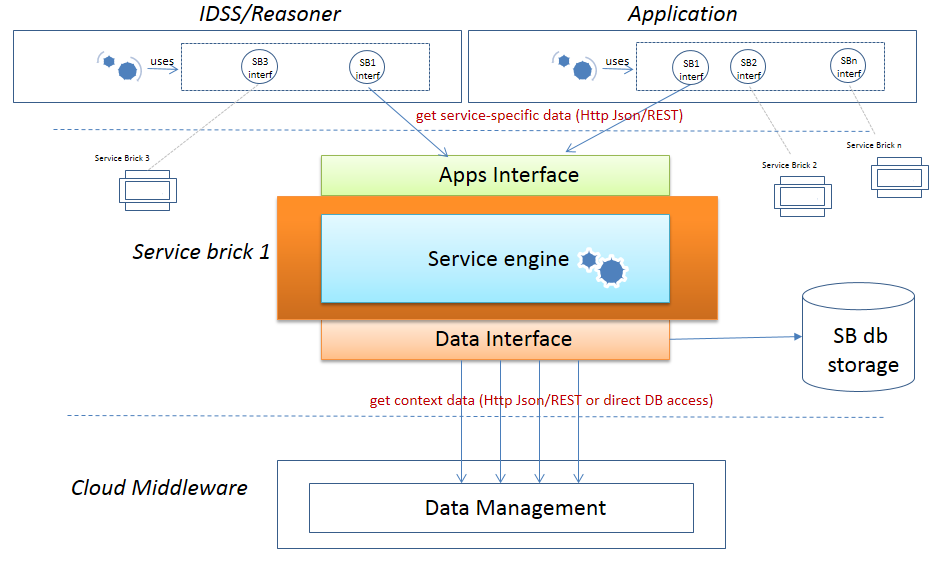 IDSS/Reasoner
Application
uses
SB3
interf
SB1
interf
uses
SB1
interf
SB2
interf
SBn
interf
get service-specific data (Http Json/REST)
Service Brick 3
Service Brick 2
Service Brick n
Apps Interface
Service brick 1
Service engine
Data Interface
SB db
storage
get context data (Http Json/REST or direct DB access)
Cloud Middleware
Data Management